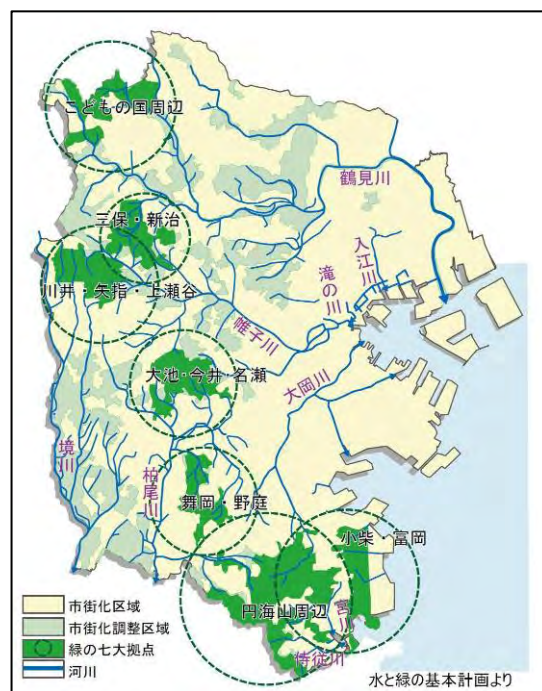 こどもの国周辺
鶴見川
三保・新治
入江川
滝の川
川井・矢指・上瀬谷
帷子川
大池・今井・名瀬
大岡川
境川
柏尾川
舞岡・野庭
小柴・富岡
円海山周辺
宮川
侍従川
市街化区域
市街化調整区域
緑の七大拠点
河川
水と緑の基本計画より